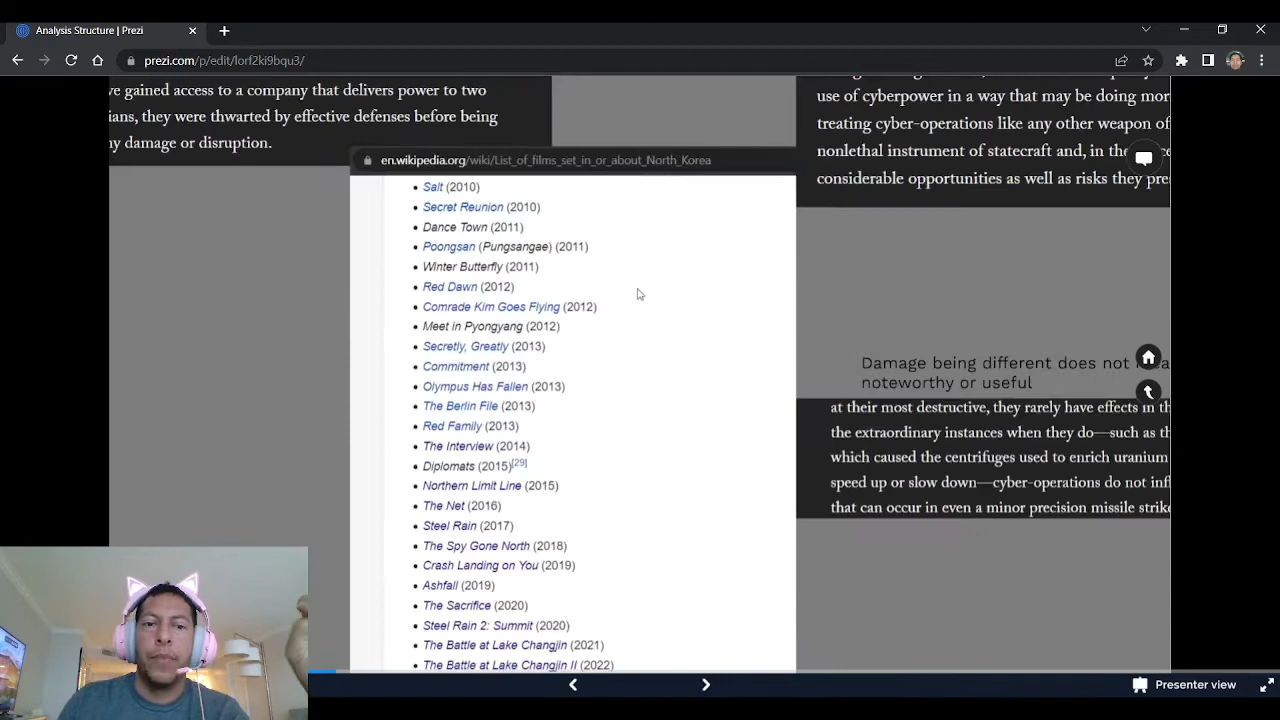 Analysis Structure | Prezi
prezi.com/p/edit/lorf2ki9bqu3/
ve gained access to a company that delivers power to two
ians, they were thwarted by effective defenses before being
ny damage or disruption.
use of cyberpower in a way that may be doing mor
treating cyber-operations like any other weapon of
nonlethal instrument of statecraft and, in the
considerable opportunities as well as risks they pres
en.wikipedia.org/wiki/List_of_films_set_in_or_about_North_Korea
• Salt (2010)
• Secret Reunion (2010)
• Dance Town (2011)
• Poongsan (Pungsangae) (2011)
• Winter Butterfly (2011)
• Red Dawn (2012)
• Comrade Kim Goes Flying (2012)
• Meet in Pyongyang (2012)
• Secretly, Greatly (2013)
• Commitment (2013)
• Olympus Has Fallen (2013)
• The Berlin File (2013)
• Red Family (2013)
• The Interview (2014)
• Diplomats (2015)[29]
• Northern Limit Line (2015)
• The Net (2016)
• Steel Rain (2017)
• The Spy Gone North (2018)
• Crash Landing on You (2019)
• Ashfall (2019)
• The Sacrifice (2020)
• Steel Rain 2: Summit (2020)
• The Battle at Lake Changjin (2021)
• The Battle at Lake Changjin II (2022)
Damage being different does not
noteworthy or useful
at their most destructive, they rarely have effects in th
the extraordinary instances when they do—such as th
which caused the centrifuges used to enrich uranium
speed up or slow down—cyber-operations do not inf
that can occur in even a minor precision missile strik
Presenter view